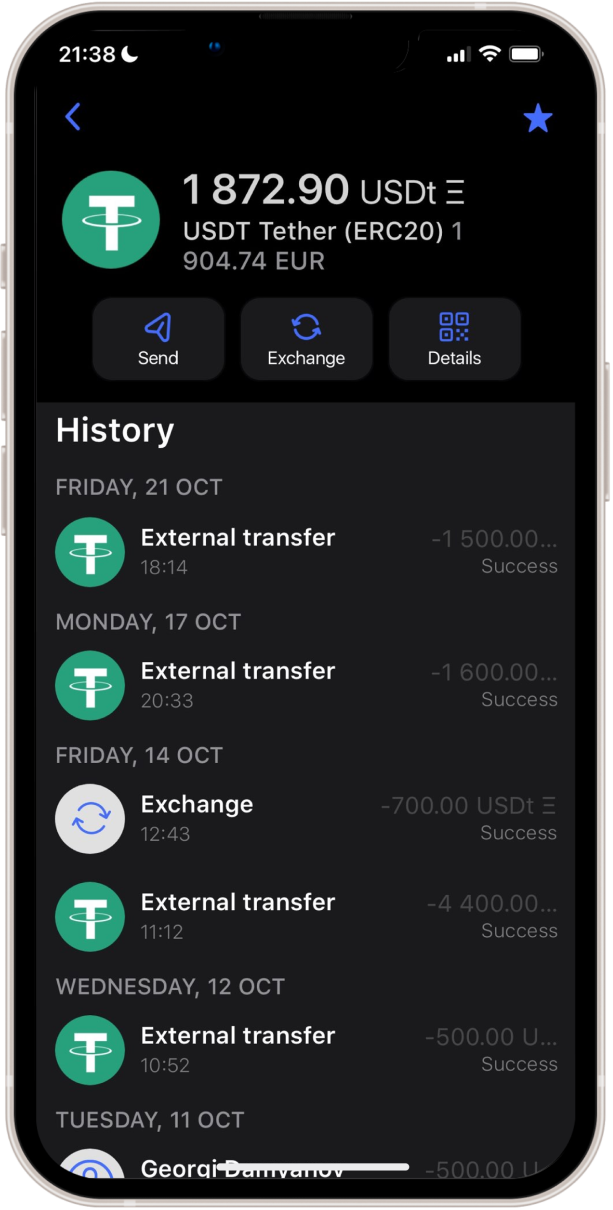 21:38
1 872.90 USDt Ξ
USDT Tether (ERC20) 1
904.74 EUR
Send Exchange Details
History
FRIDAY, 21 OCT
External transfer -1 500.00...
18:14 Success
MONDAY, 17 OCT
External transfer -1 600.00...
20:33 Success
FRIDAY, 14 OCT
Exchange -700.00 USDt Ξ
12:43 Success
External transfer -4 400.00...
11:12 Success
WEDNESDAY, 12 OCT
External transfer -500.00 U...
10:52 Success
TUESDAY, 11 OCT
Georgi Damyanov -500.00 U...